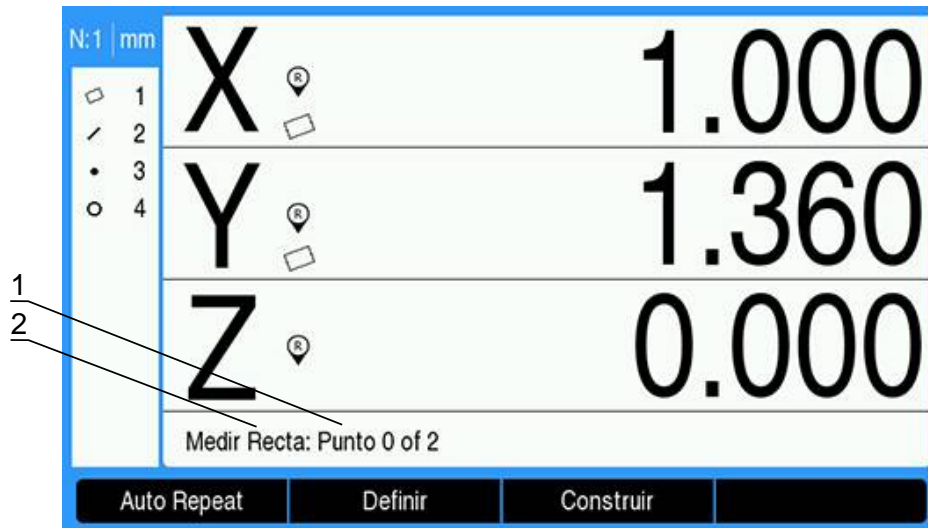 N:1 mm
1
2
3
4
X R 1.000
Y R 1.360
Z R 0.000
1
2
Medir Recta: Punto 0 of 2
Auto Repeat Definir Construir